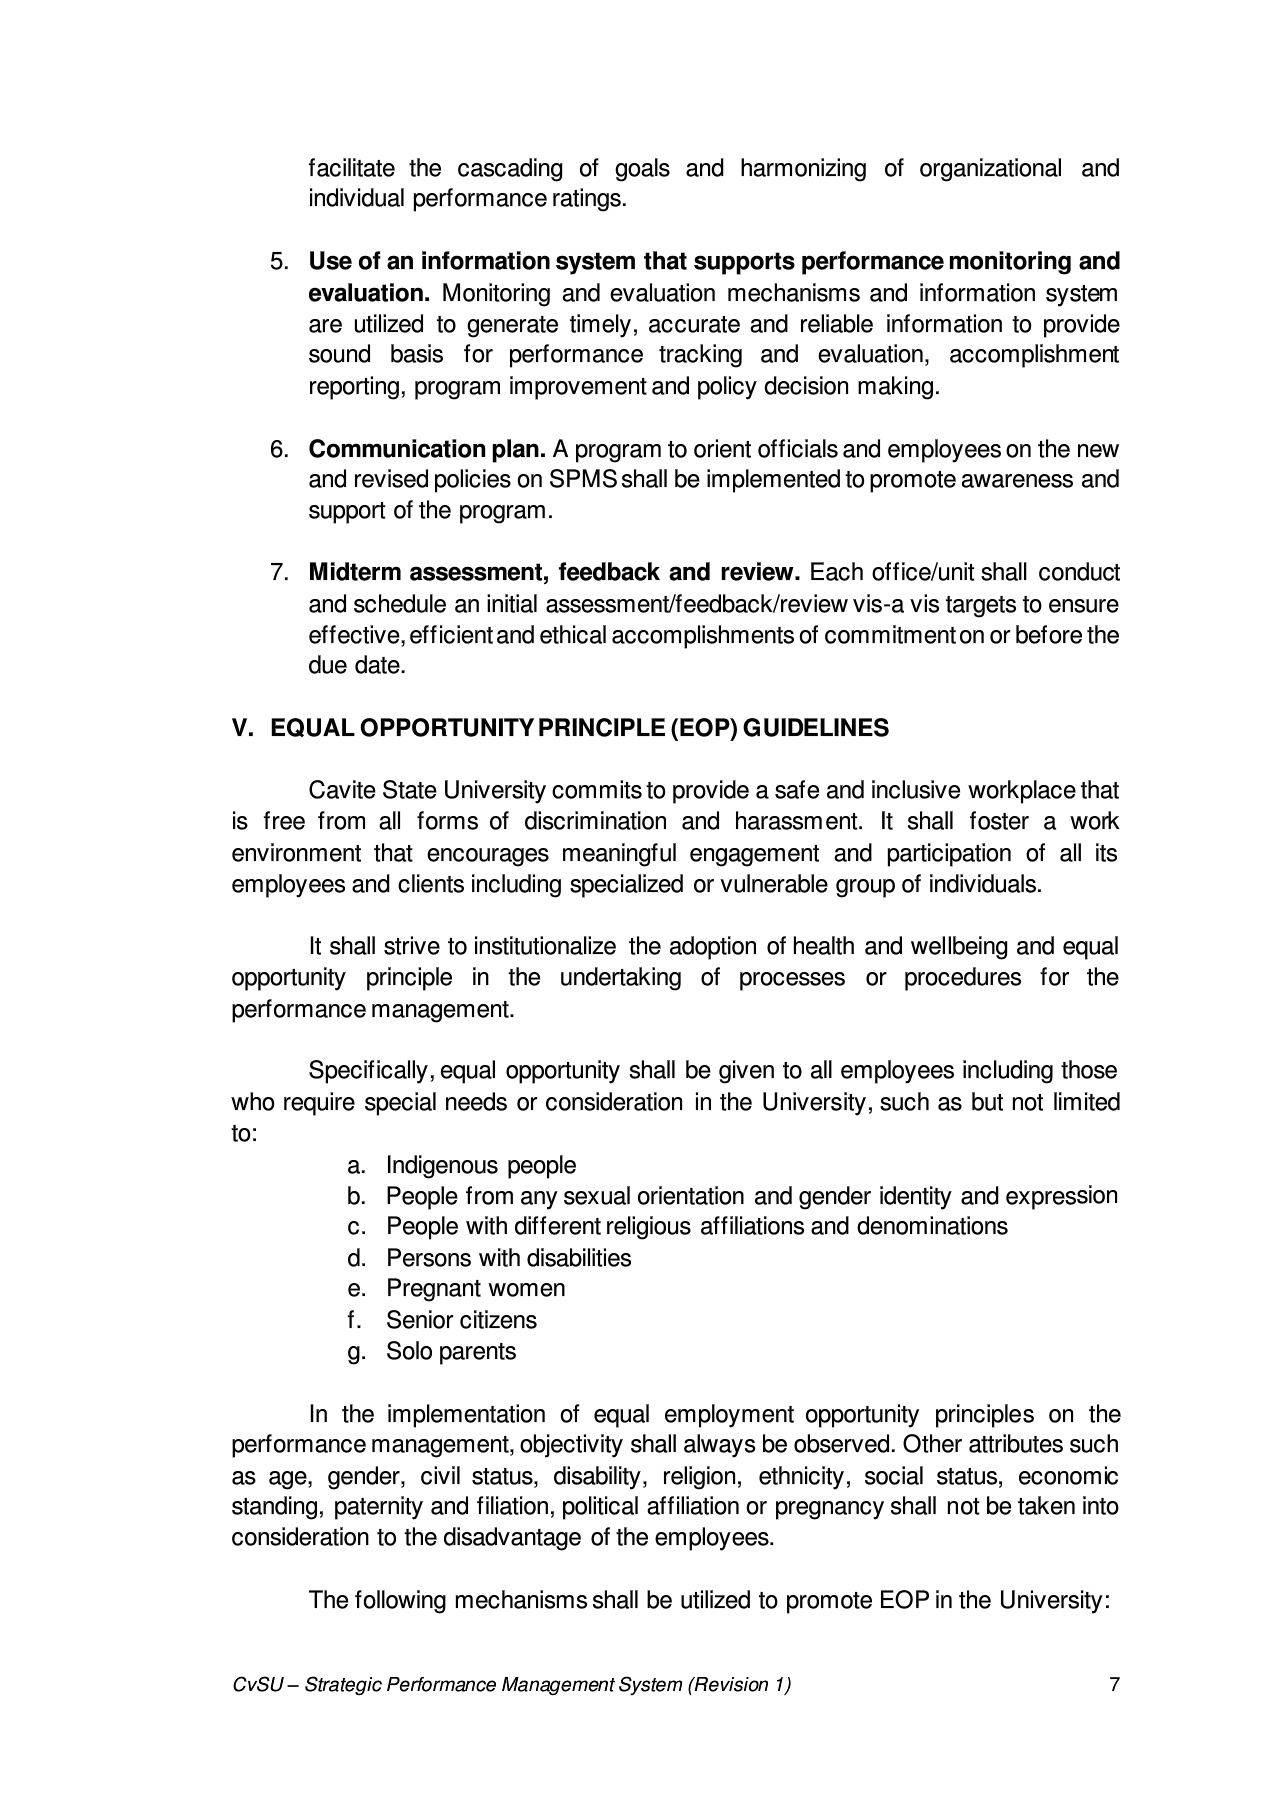 facilitate the cascading of goals and harmonizing of organizational and
individual performance ratings.
5. Use of an information system that supports performance monitoring and
evaluation. Monitoring and evaluation mechanisms and information system
are utilized to generate timely, accurate and reliable information to provide
sound basis for performance tracking and evaluation, accomplishment
reporting, program improvement and policy decision making.
6. Communication plan. A program to orient officials and employees on the new
and revised policies on SPMS shall be implemented to promote awareness and
support of the program.
7. Midterm assessment, feedback and review. Each office/unit shall conduct
and schedule an initial assessment/feedback/review vis-a vis targets to ensure
effective, efficient and ethical accomplishments of commitment on or before the
due date.
V. EQUAL OPPORTUNITY PRINCIPLE (EOP) GUIDELINES
Cavite State University commits to provide a safe and inclusive workplace that
is free from all forms of discrimination and harassment. It shall foster a work
environment that encourages meaningful engagement and participation of all its
employees and clients including specialized or vulnerable group of individuals.
It shall strive to institutionalize the adoption of health and wellbeing and equal
opportunity principle in the undertaking of processes or procedures for the
performance management.
Specifically, equal opportunity shall be given to all employees including those
who require special needs or consideration in the University, such as but not limited
to:
a. Indigenous people
b. People from any sexual orientation and gender identity and expression
c. People with different religious affiliations and denominations
d. Persons with disabilities
e. Pregnant women
f. Senior citizens
g. Solo parents
In the implementation of equal employment opportunity principles on the
performance management, objectivity shall always be observed. Other attributes such
as age, gender, civil status, disability, religion, ethnicity, social status, economic
standing, paternity and filiation, political affiliation or pregnancy shall not be taken into
consideration to the disadvantage of the employees.
The following mechanisms shall be utilized to promote EOP in the University:
CvSU – Strategic Performance Management System (Revision 1) 7